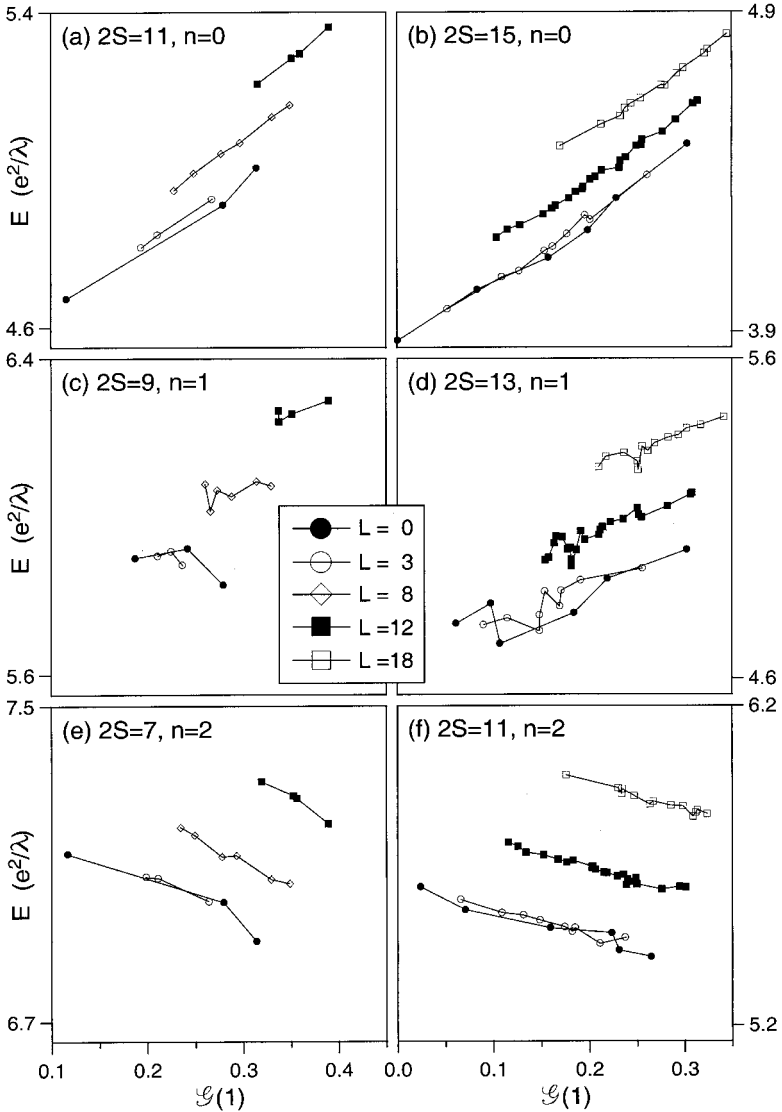 5.4
(a) 2S=11, n=0
E (e²/λ)
4.6
4.9
(b) 2S=15, n=0
3.9
6.4
(c) 2S=9, n=1
E (e²/λ)
5.6
5.6
(d) 2S=13, n=1
4.6
L = 0
L = 3
L = 8
L =12
L =18
7.5
(e) 2S=7, n=2
E (e²/λ)
6.7
6.2
(f) 2S=11, n=2
5.2
0.1 0.2 0.3 0.4
0.0 0.1 0.2 0.3
𝒢(1)
𝒢(1)